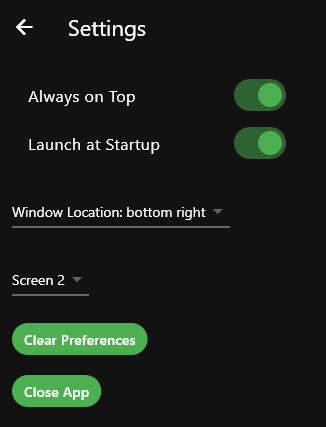 Settings
Always on Top
Launch at Startup
Window Location: bottom right
Screen 2
Clear Preferences
Close App